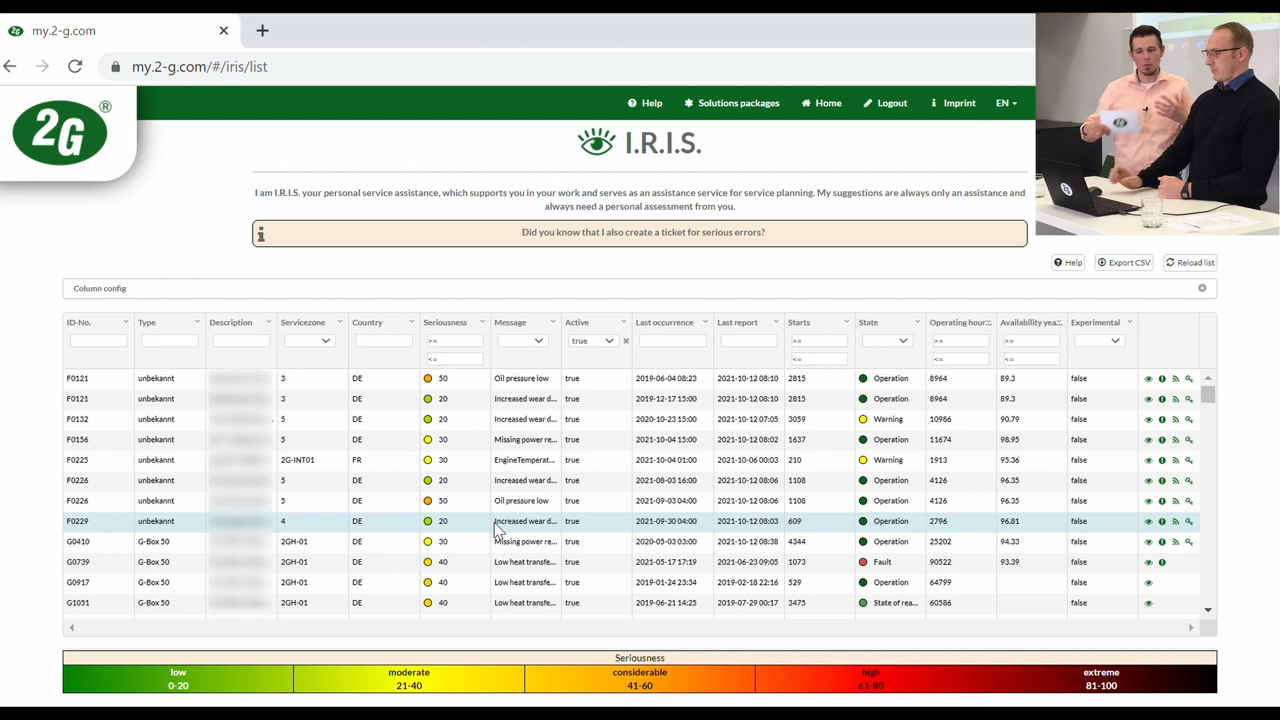 my.2-g.com
my.2-g.com/#/iris/list
2G®
Help Solutions packages Home Logout Imprint EN
I.R.I.S.
I am I.R.I.S. your personal service assistance, which supports you in your work and serves as an assistance service for service planning. My suggestions are always only an assistance and
always need a personal assessment from you.
Did you know that I also create a ticket for serious errors?
Help Export CSV Reload list
Column config
ID-No. Type Description Servicezone Country Seriousness Message Active Last occurrence Last report Starts State Operating hour... Availability yea... Experimental
>= true >= >= >=
<= <= <= <=
F0121 unbekannt 3 DE 50 Oil pressure low true 2019-06-04 08:23 2021-10-12 08:10 2815 Operation 8964 89.3 false
F0121 unbekannt 3 DE 20 Increased wear d... true 2019-12-17 15:00 2021-10-12 08:10 2815 Operation 8964 89.3 false
F0132 unbekannt 5 DE 20 Increased wear d... true 2020-10-23 15:00 2021-10-12 07:05 3059 Warning 10986 90.79 false
F0156 unbekannt 5 DE 30 Missing power re... true 2021-10-04 15:00 2021-10-12 08:02 1637 Operation 11674 98.95 false
F0225 unbekannt 2G-INT01 FR 30 EngineTemperat... true 2021-10-04 01:00 2021-10-06 00:03 210 Warning 1913 95.36 false
F0226 unbekannt 5 DE 20 Increased wear d... true 2021-08-03 16:00 2021-10-12 08:06 1108 Operation 4126 96.35 false
F0226 unbekannt 5 DE 50 Oil pressure low true 2021-09-03 04:00 2021-10-12 08:06 1108 Operation 4126 96.35 false
F0229 unbekannt 4 DE 20 Increased wear d... true 2021-09-30 04:00 2021-10-12 08:03 609 Operation 2796 96.81 false
G0410 G-Box 50 2GH-01 DE 30 Missing power re... true 2020-05-03 03:00 2021-10-12 08:38 4344 Operation 25202 94.33 false
G0739 G-Box 50 2GH-01 DE 40 Low heat transfe... true 2021-05-17 17:19 2021-06-23 09:05 1073 Fault 90522 93.39 false
G0917 G-Box 50 2GH-01 DE 40 Low heat transfe... true 2019-01-24 23:34 2019-02-18 22:16 529 Operation 64799 false
G1051 G-Box 50 2GH-01 DE 40 Low heat transfe... true 2019-06-21 14:25 2019-07-29 00:17 3475 State of rea... 60586 false
Seriousness
low moderate considerable high extreme
0-20 21-40 41-60 61-80 81-100